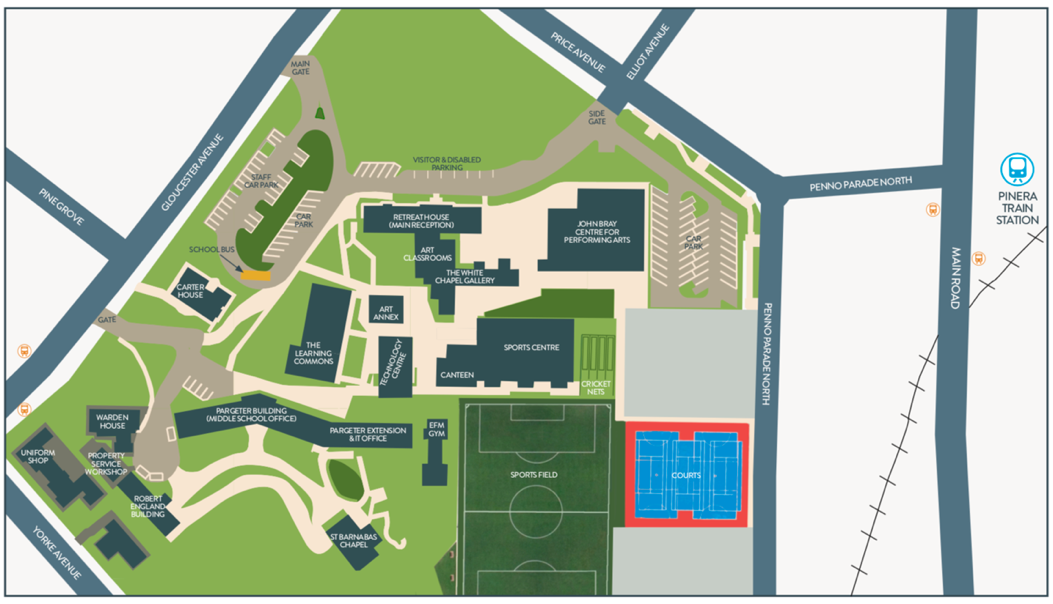 MAIN
GATE
PRICE AVENUE
ELLIOT AVENUE
SIDE
GATE
GLOUCESTER AVENUE
PINE GROVE
STAFF
CAR PARK
VISITOR & DISABLED
PARKING
PENNO PARADE NORTH
PINERA
TRAIN
STATION
CAR
PARK
RETREAT HOUSE
(MAIN RECEPTION)
JOHN BRAY
CENTRE FOR
PERFORMING ARTS
CAR
PARK
SCHOOL BUS
ART
CLASSROOMS
THE WHITE
CHAPEL GALLERY
MAIN ROAD
CARTER
HOUSE
GATE
ART
ANNEX
THE
LEARNING
COMMONS
TECHNOLOGY
CENTRE
SPORTS CENTRE
CANTEEN
CRICKET
NETS
PENNO PARADE NORTH
WARDEN
HOUSE
PARGETER BUILDING
(MIDDLE SCHOOL OFFICE)
PARGETER EXTENSION
& IT OFFICE
EFM
GYM
UNIFORM
SHOP
PROPERTY
SERVICE
WORKSHOP
SPORTS FIELD
COURTS
ROBERT
ENGLAND
BUILDING
ST BARNABAS
CHAPEL
YORKE AVENUE